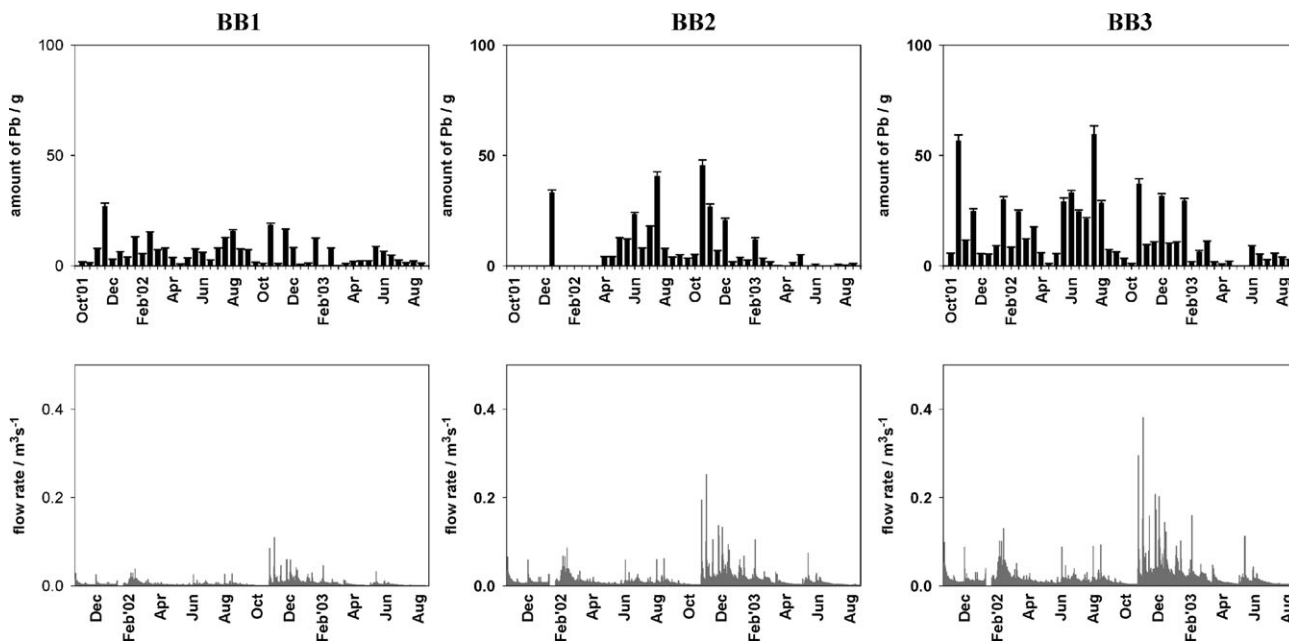 BB1
BB2
BB3
100
50
0
amount of Pb / g
Oct'01
Dec
Feb'02
Apr
Jun
Aug
Oct
Dec
Feb'03
Apr
Jun
Aug
100
50
0
amount of Pb / g
Oct'01
Dec
Feb'02
Apr
Jun
Aug
Oct
Dec
Feb'03
Apr
Jun
Aug
100
50
0
amount of Pb / g
Oct'01
Dec
Feb'02
Apr
Jun
Aug
Oct
Dec
Feb'03
Apr
Jun
Aug
0.4
0.2
0.0
flow rate / m³s⁻¹
Dec
Feb'02
Apr
Jun
Aug
Oct
Dec
Feb'03
Apr
Jun
Aug
0.4
0.2
0.0
flow rate / m³s⁻¹
Dec
Feb'02
Apr
Jun
Aug
Oct
Dec
Feb'03
Apr
Jun
Aug
0.4
0.2
0.0
flow rate / m³s⁻¹
Dec
Feb'02
Apr
Jun
Aug
Oct
Dec
Feb'03
Apr
Jun
Aug